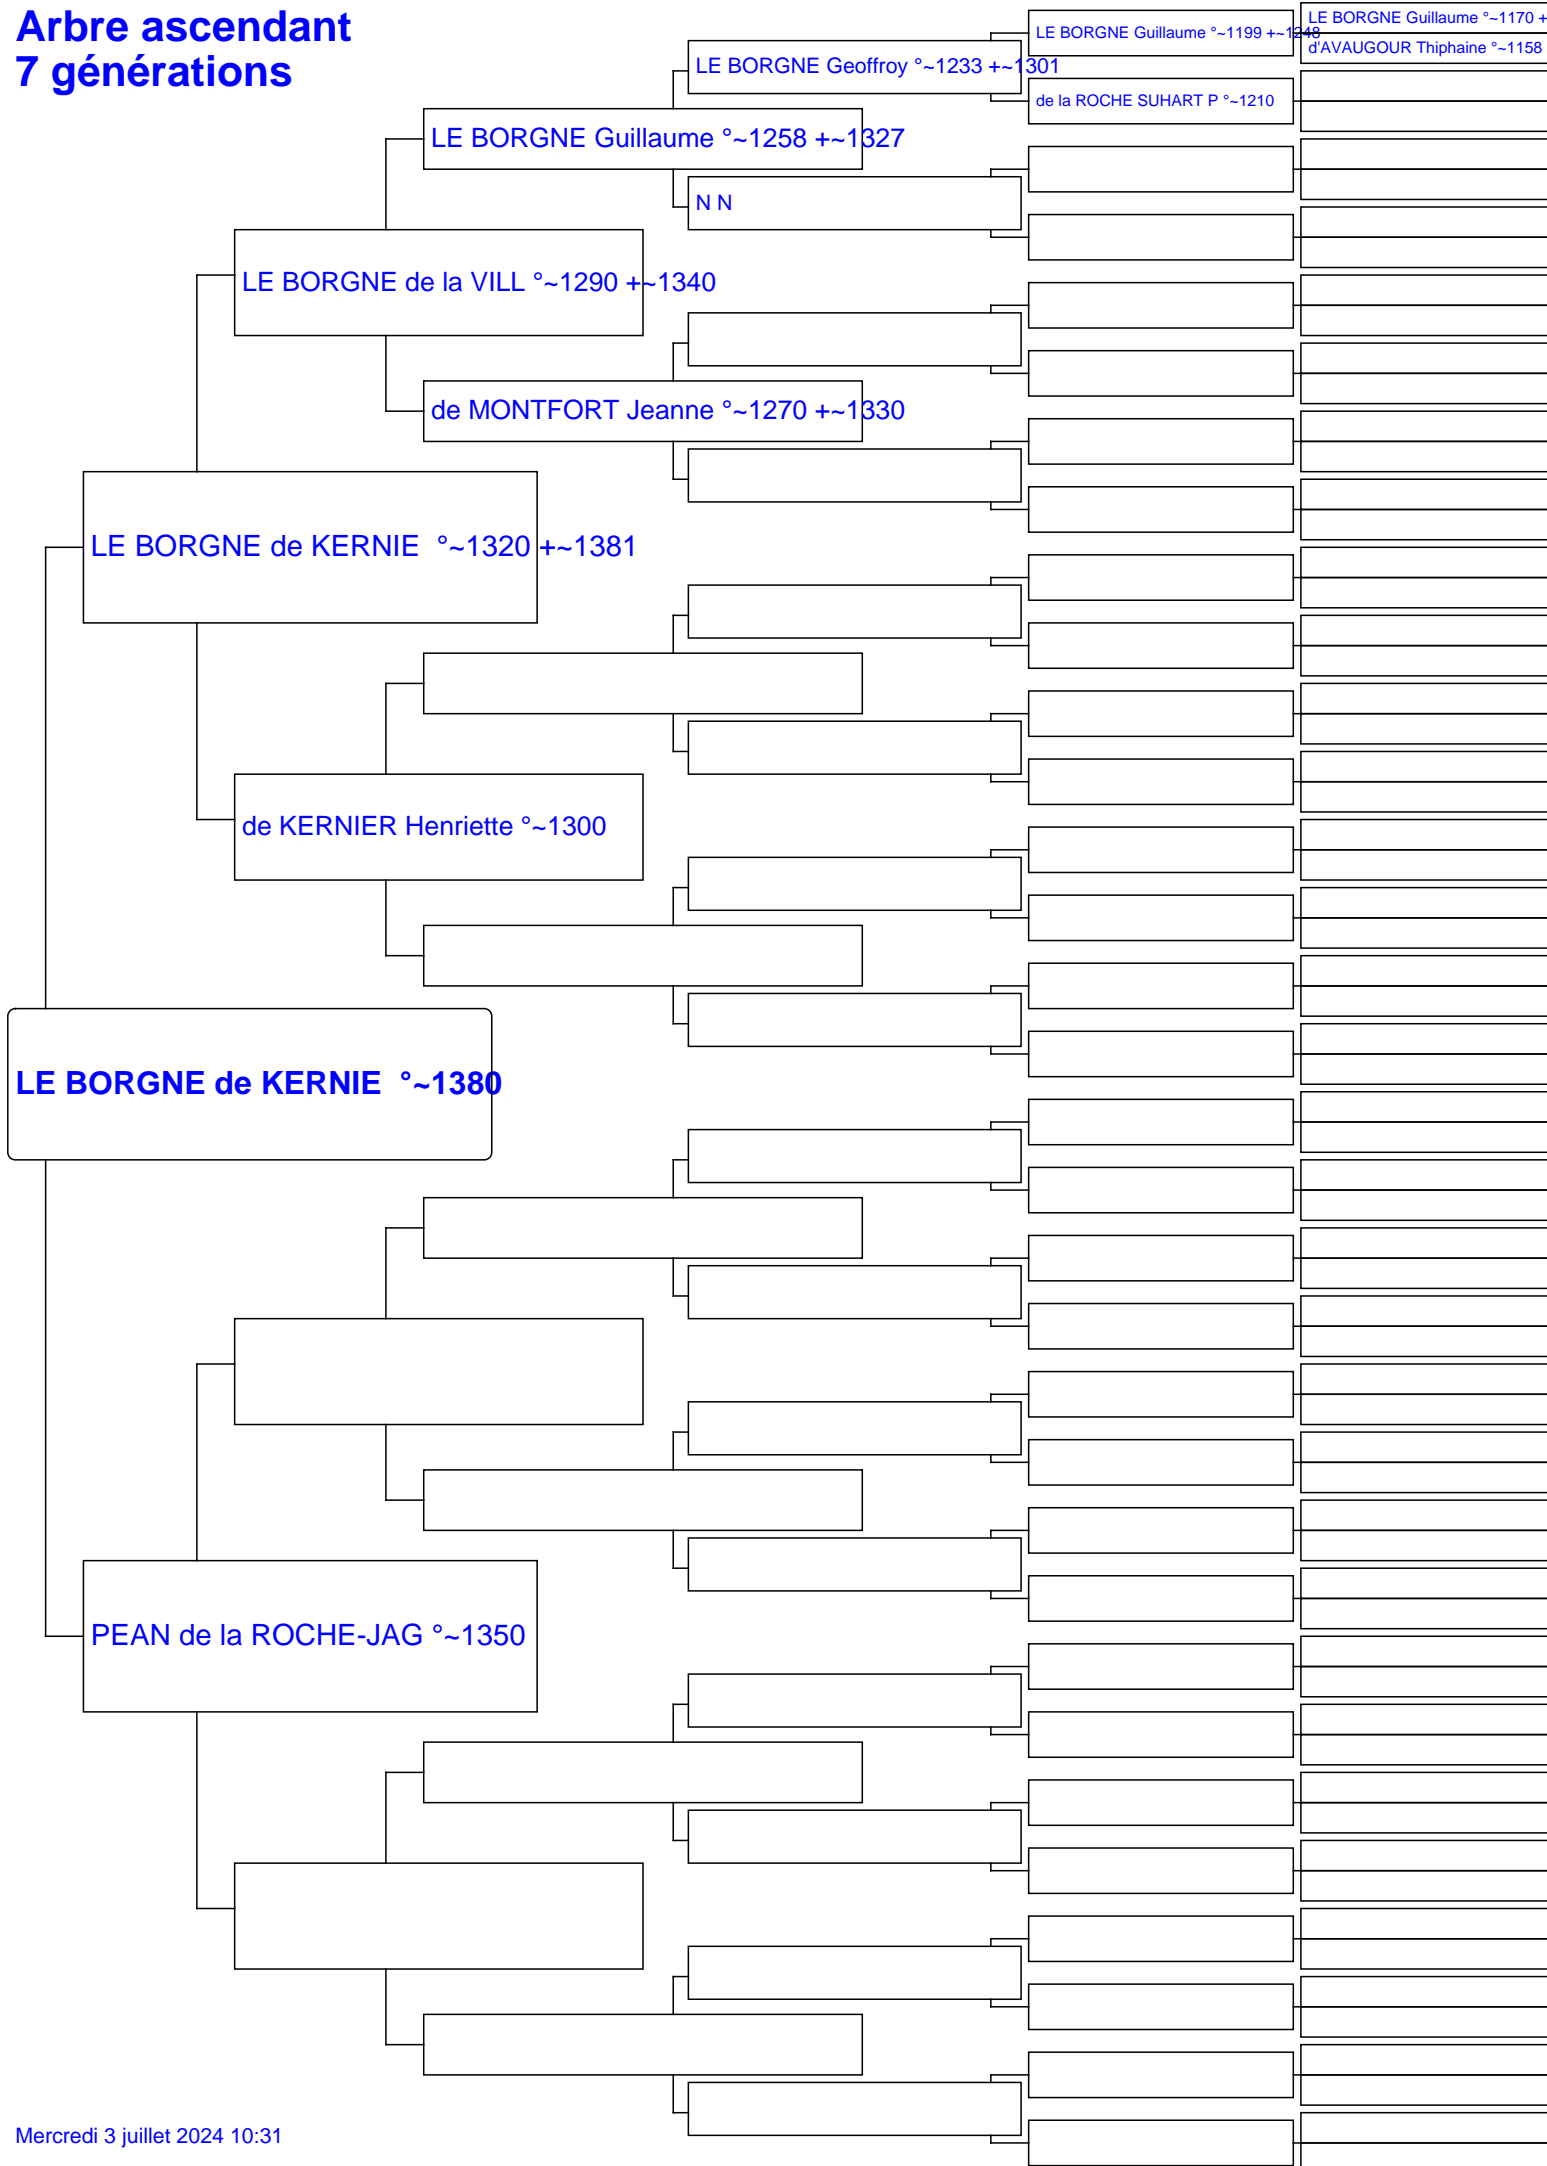 Arbre ascendant
7 générations
LE BORGNE Guillaume °~1170 +
d'AVAUGOUR Thiphaine °~1158
LE BORGNE Guillaume °~1199 +~1248
LE BORGNE Geoffroy °~1233 +~1301
de la ROCHE SUHART P °~1210
LE BORGNE Guillaume °~1258 +~1327
N N
LE BORGNE de la VILL °~1290 +~1340
de MONTFORT Jeanne °~1270 +~1330
LE BORGNE de KERNIE °~1320 +~1381
de KERNIER Henriette °~1300
LE BORGNE de KERNIE °~1380
PEAN de la ROCHE-JAG °~1350
Mercredi 3 juillet 2024 10:31